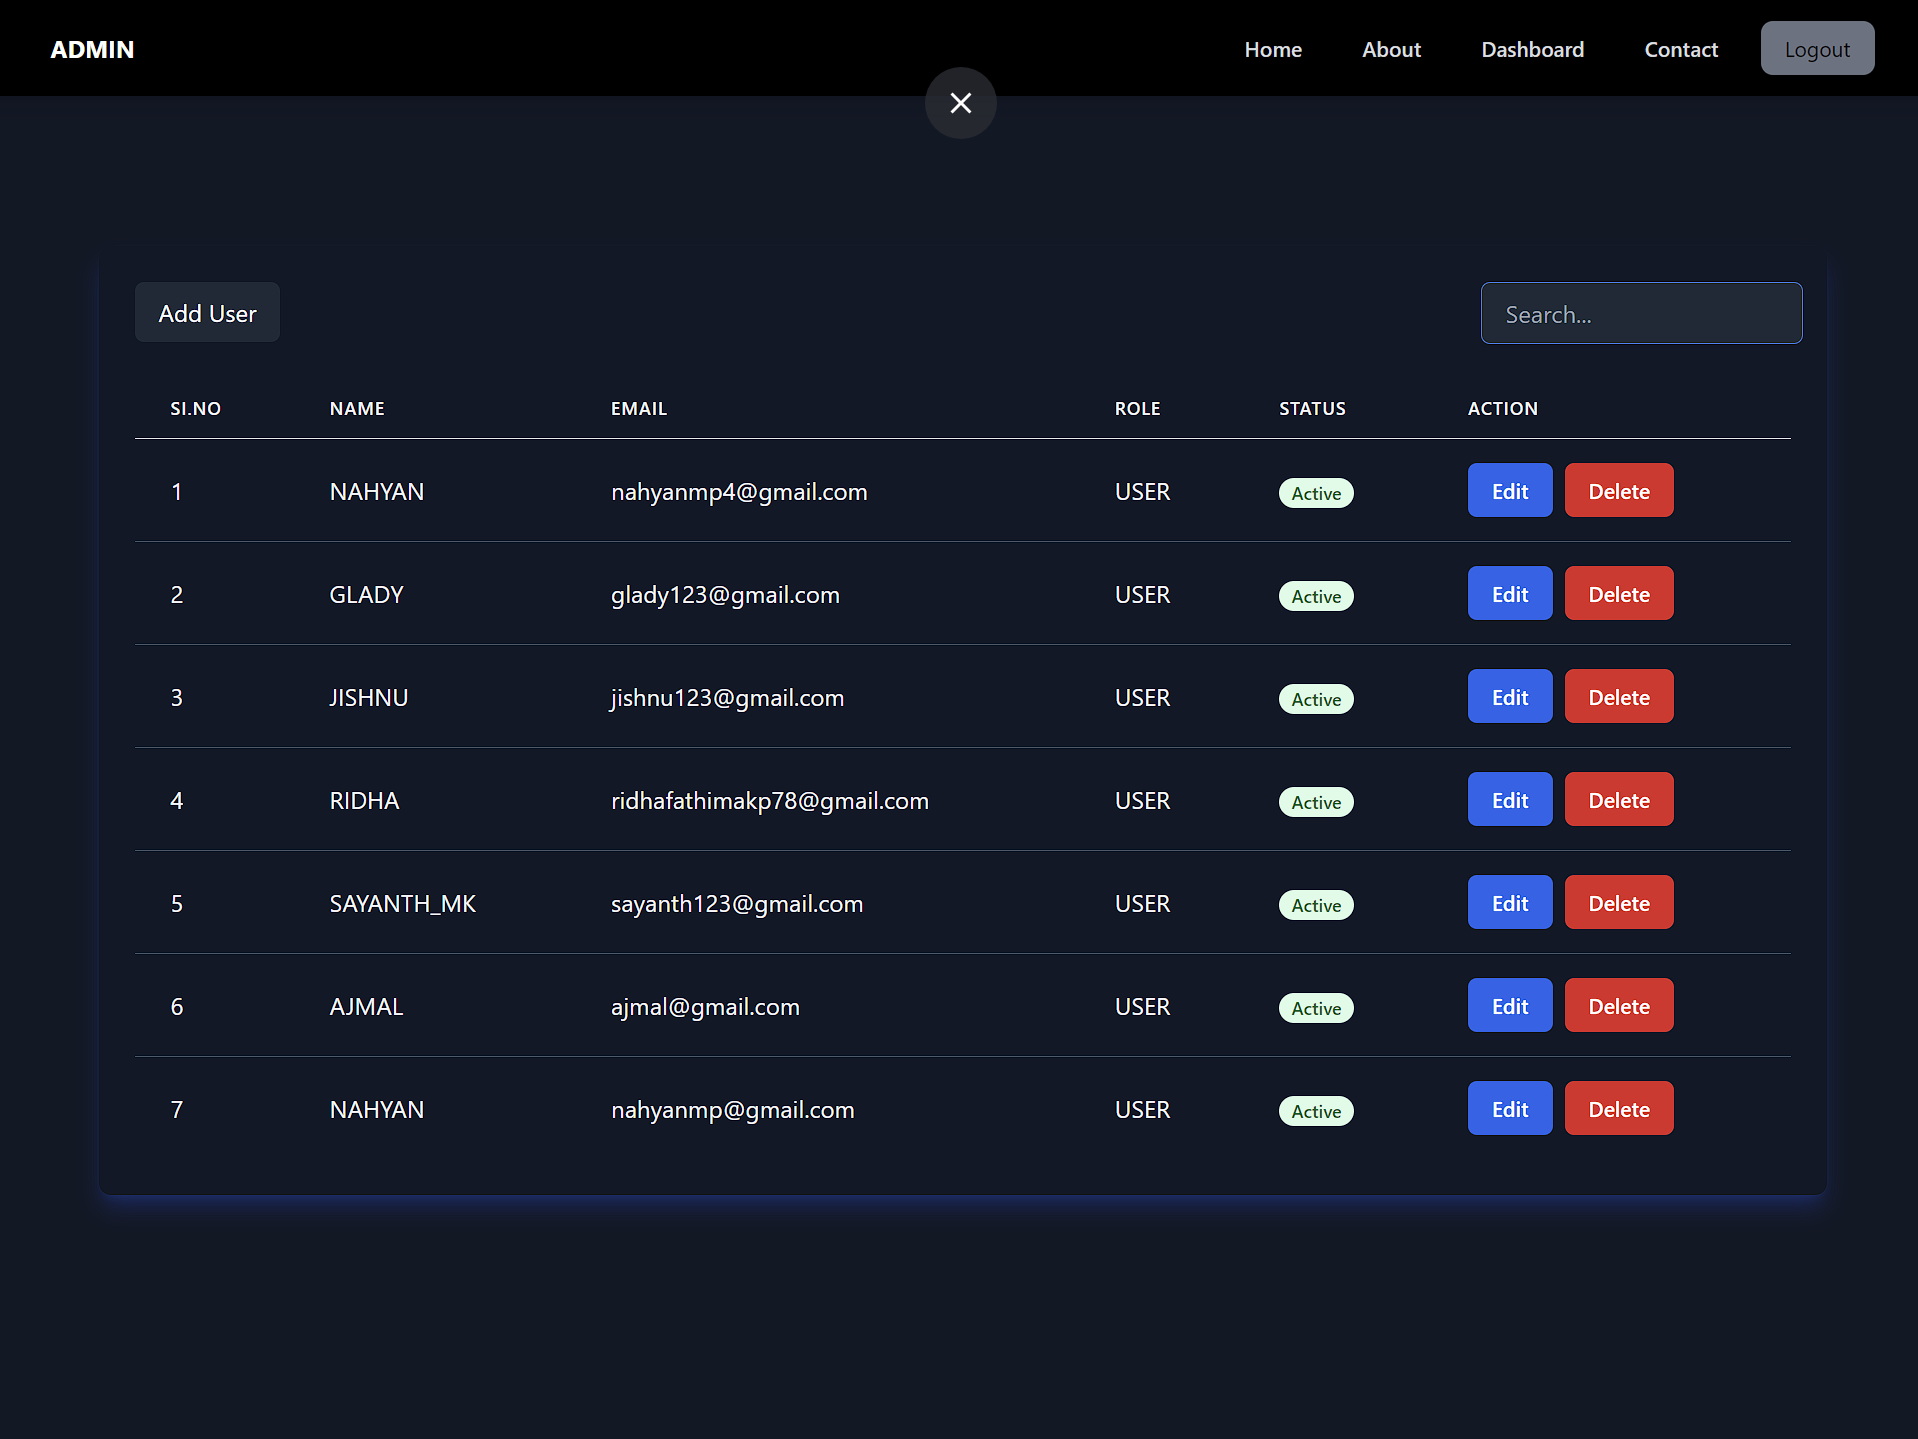 ADMIN Home About Dashboard Contact Logout
Add User Search...
SI.NO NAME EMAIL ROLE STATUS ACTION
1 NAHYAN nahyanmp4@gmail.com USER Active Edit Delete
2 GLADY glady123@gmail.com USER Active Edit Delete
3 JISHNU jishnu123@gmail.com USER Active Edit Delete
4 RIDHA ridhafathimakp78@gmail.com USER Active Edit Delete
5 SAYANTH_MK sayanth123@gmail.com USER Active Edit Delete
6 AJMAL ajmal@gmail.com USER Active Edit Delete
7 NAHYAN nahyanmp@gmail.com USER Active Edit Delete